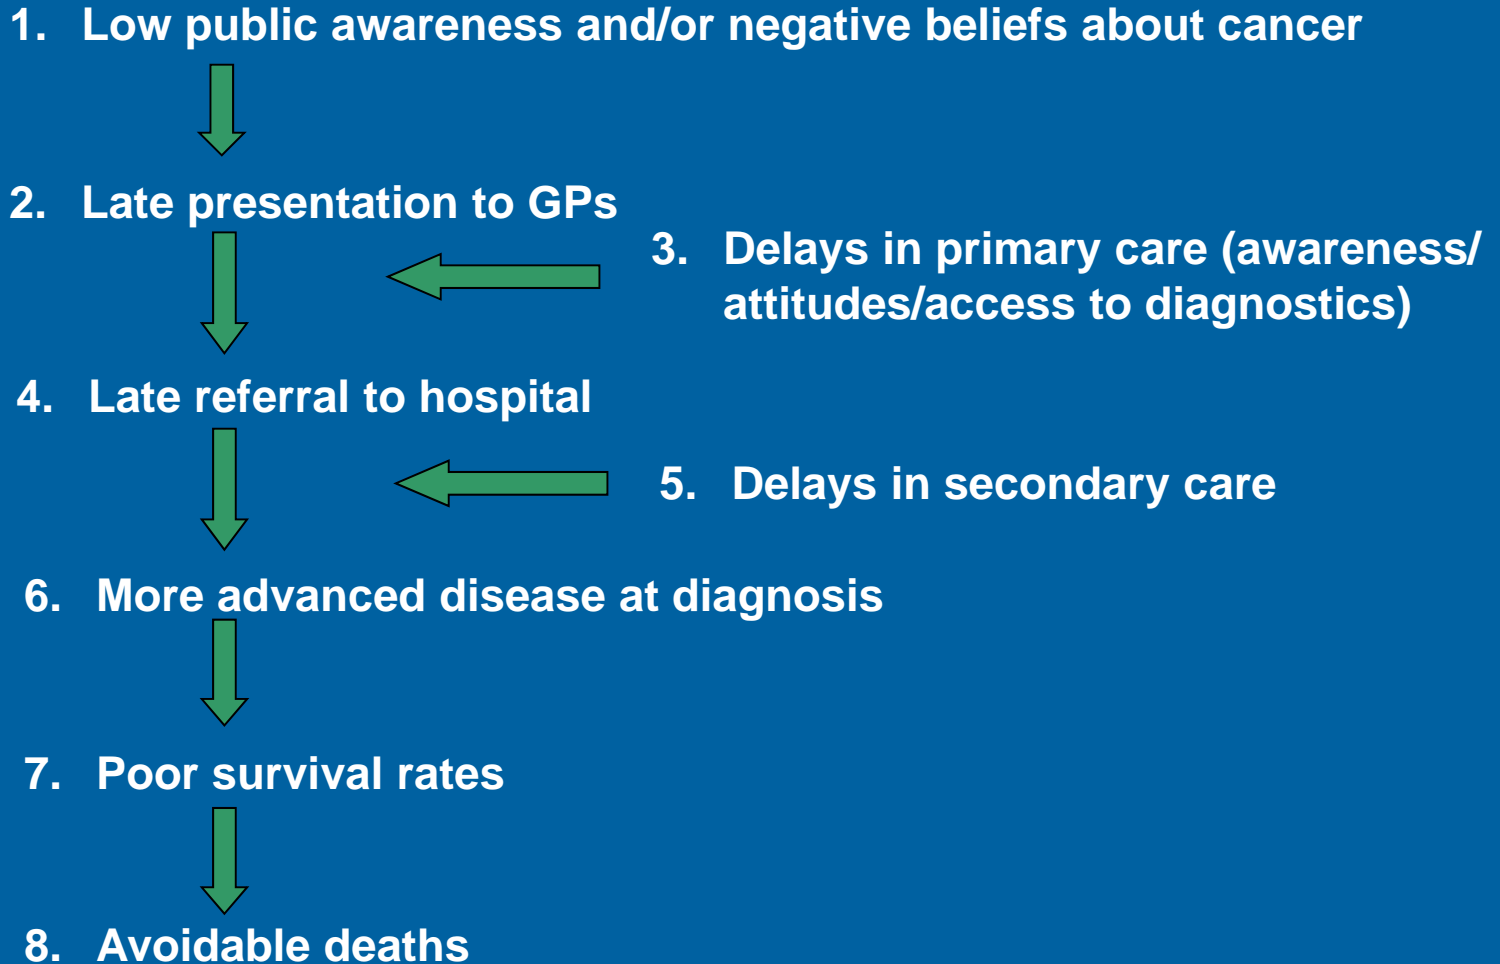 1. Low public awareness and/or negative beliefs about cancer
2. Late presentation to GPs
3. Delays in primary care (awareness/
attitudes/access to diagnostics)
4. Late referral to hospital
5. Delays in secondary care
6. More advanced disease at diagnosis
7. Poor survival rates
8. Avoidable deaths